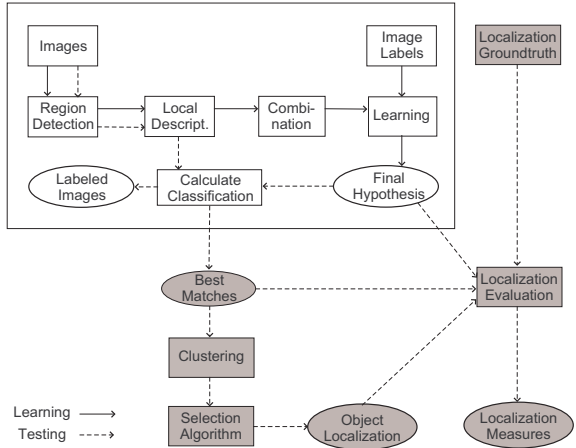 Images
Image
Labels
Localization
Groundtruth
Region
Detection
Local
Descript.
Combi-
nation
Learning
Labeled
Images
Calculate
Classification
Final
Hypothesis
Best
Matches
Localization
Evaluation
Clustering
Learning
Testing
Selection
Algorithm
Object
Localization
Localization
Measures